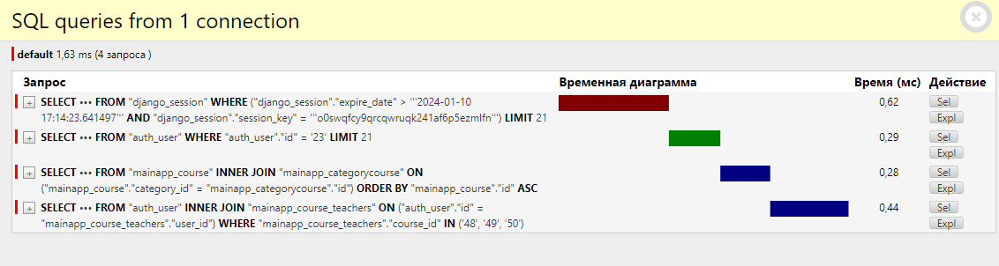 SQL queries from 1 connection
default 1,63 ms (4 запроса )
Запрос Временная диаграмма Время (мс) Действие
+ SELECT ••• FROM "django_session" WHERE ("django_session"."expire_date" > '''2024-01-10 0,62 Sel
17:14:23.641497''' AND "django_session"."session_key" = '''o0swqfcy9qrcqwruqk241af6p5ezmlfn''') LIMIT 21 Expl
+ SELECT ••• FROM "auth_user" WHERE "auth_user"."id" = '23' LIMIT 21 0,29 Sel
Expl
+ SELECT ••• FROM "mainapp_course" INNER JOIN "mainapp_categorycourse" ON 0,28 Sel
("mainapp_course"."category_id" = "mainapp_categorycourse"."id") ORDER BY "mainapp_course"."id" ASC Expl
+ SELECT ••• FROM "auth_user" INNER JOIN "mainapp_course_teachers" ON ("auth_user"."id" = 0,44 Sel
"mainapp_course_teachers"."user_id") WHERE "mainapp_course_teachers"."course_id" IN ('48', '49', '50') Expl